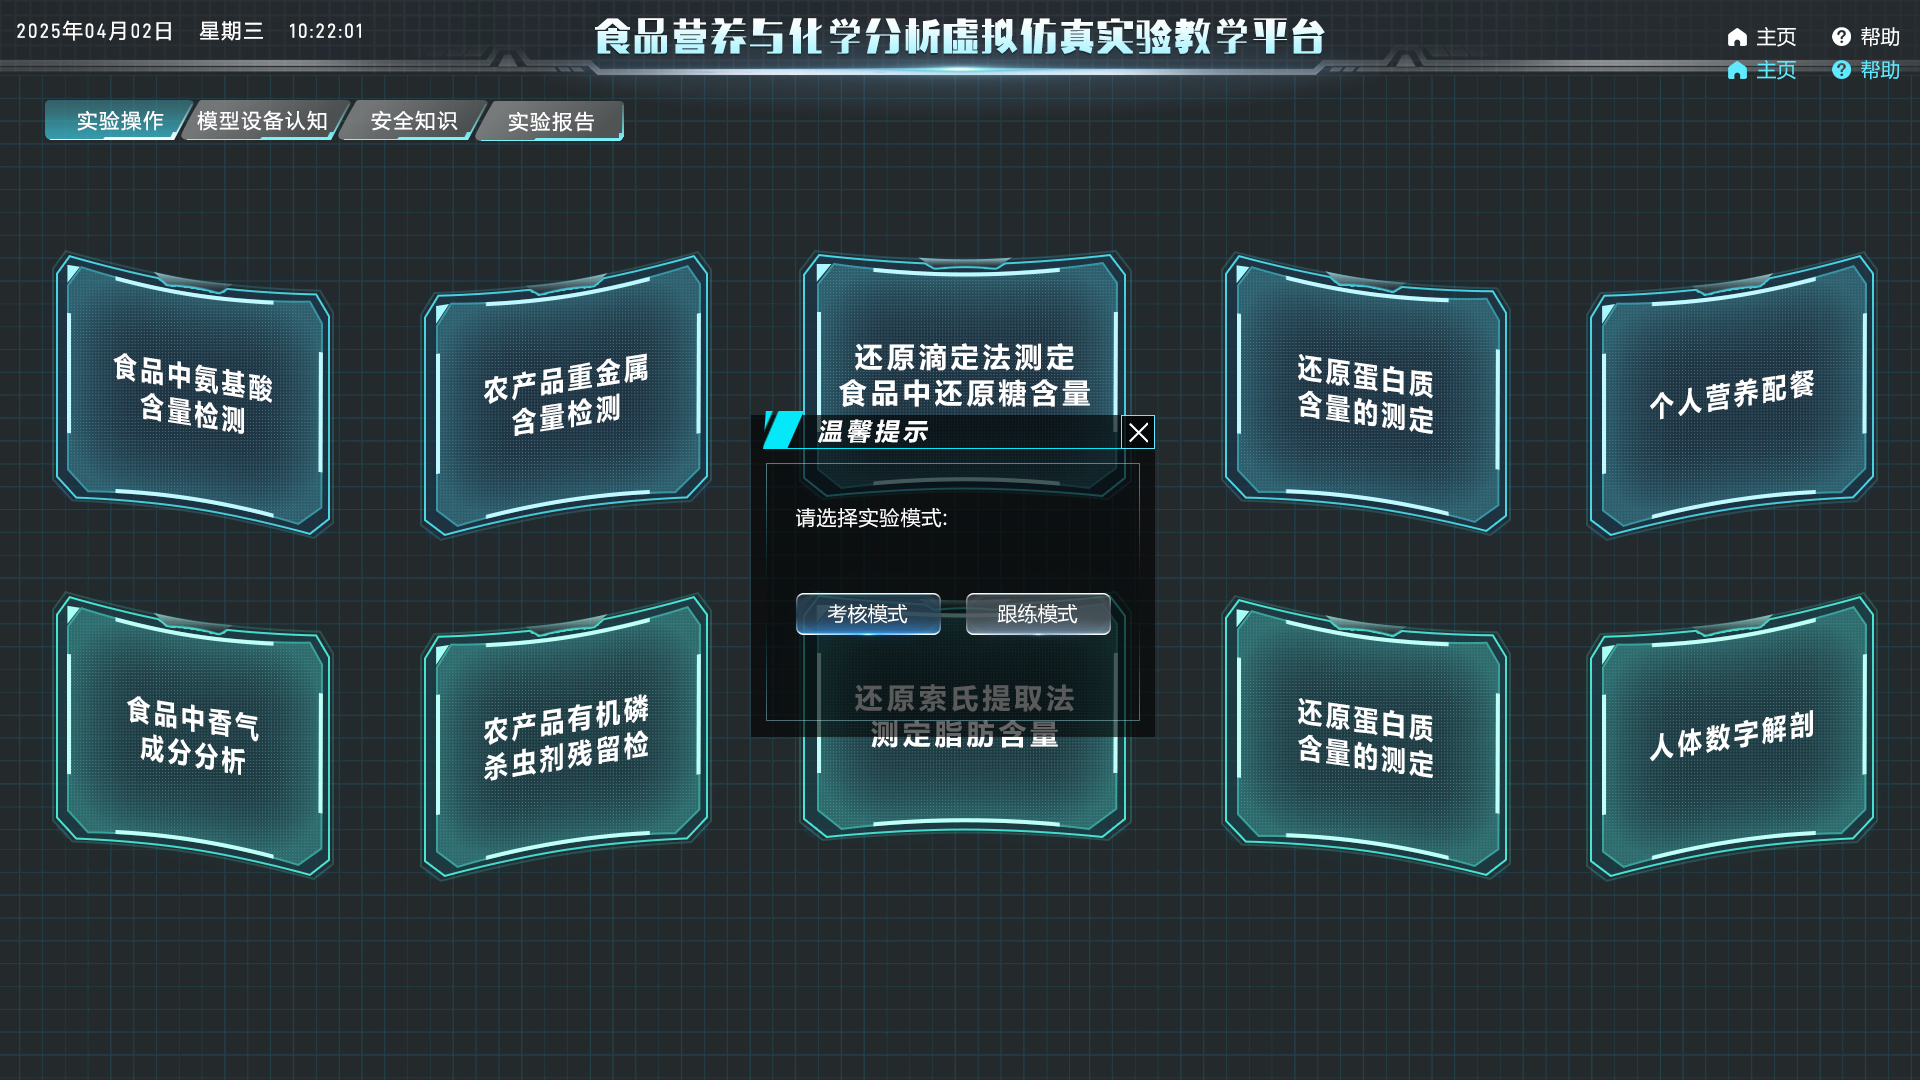 2025年04月02日 星期三 10:22:01
食品营养与化学分析虚拟仿真实验教学平台
主页 帮助
主页 帮助
实验操作 模型设备认知 安全知识 实验报告
食品中氨基酸
含量检测
农产品重金属
含量检测
还原滴定法测定
食品中还原糖含量
还原蛋白质
含量的测定
个人营养配餐
温馨提示
请选择实验模式:
考核模式 跟练模式
食品中香气
成分分析
农产品有机磷
杀虫剂残留检
还原索氏提取法
测定脂肪含量
还原蛋白质
含量的测定
人体数字解剖